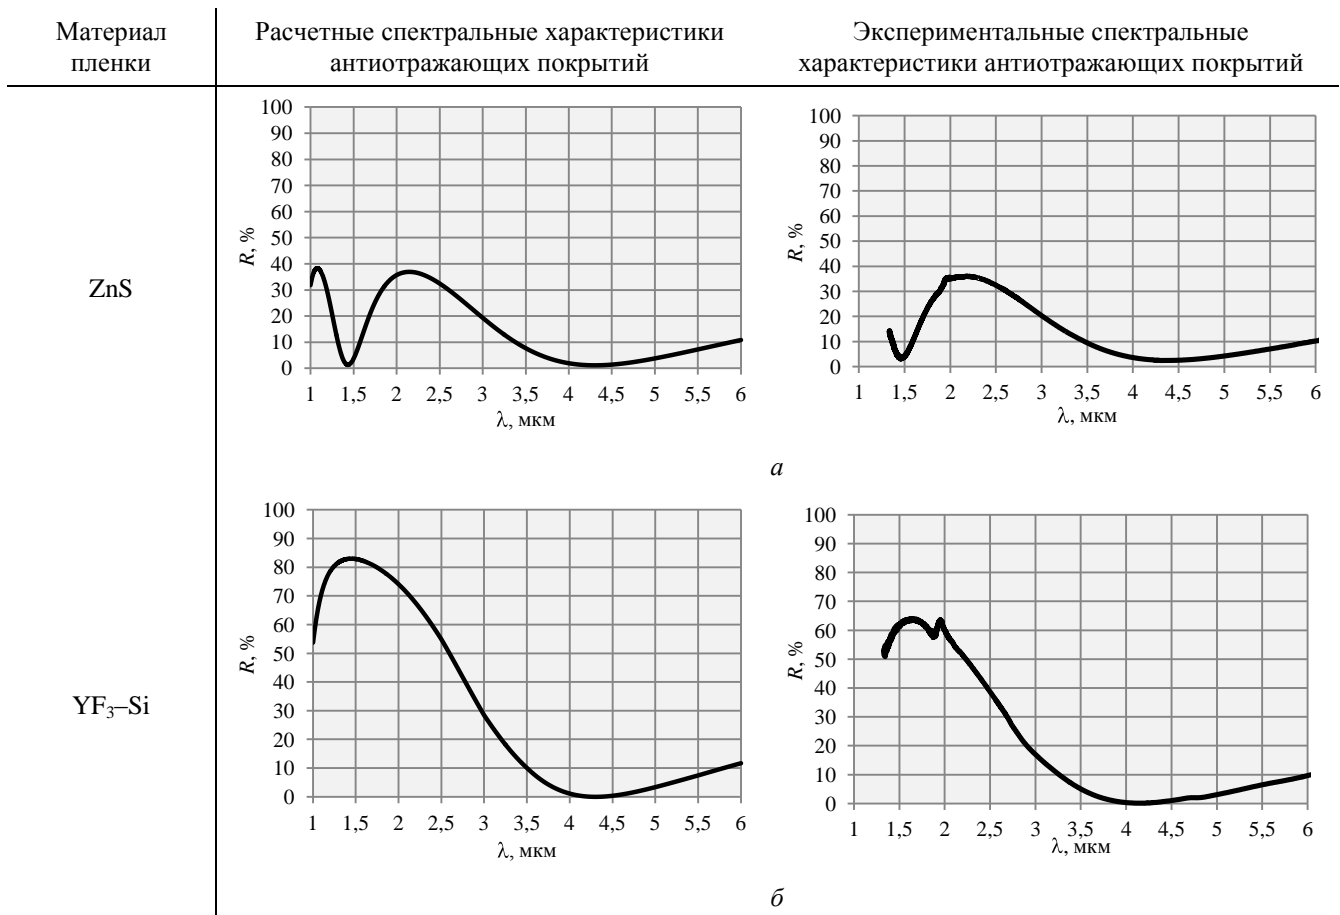 Материал
пленки
Расчетные спектральные характеристики
антиотражающих покрытий
Экспериментальные спектральные
характеристики антиотражающих покрытий
ZnS
100
90
80
70
60
50
40
30
20
10
0
R, %
1 1,5 2 2,5 3 3,5 4 4,5 5 5,5 6
λ, мкм
100
90
80
70
60
50
40
30
20
10
0
R, %
1 1,5 2 2,5 3 3,5 4 4,5 5 5,5 6
λ, мкм
а
YF₃–Si
100
90
80
70
60
50
40
30
20
10
0
R, %
1 1,5 2 2,5 3 3,5 4 4,5 5 5,5 6
λ, мкм
100
90
80
70
60
50
40
30
20
10
0
R, %
1 1,5 2 2,5 3 3,5 4 4,5 5 5,5 6
λ, мкм
б